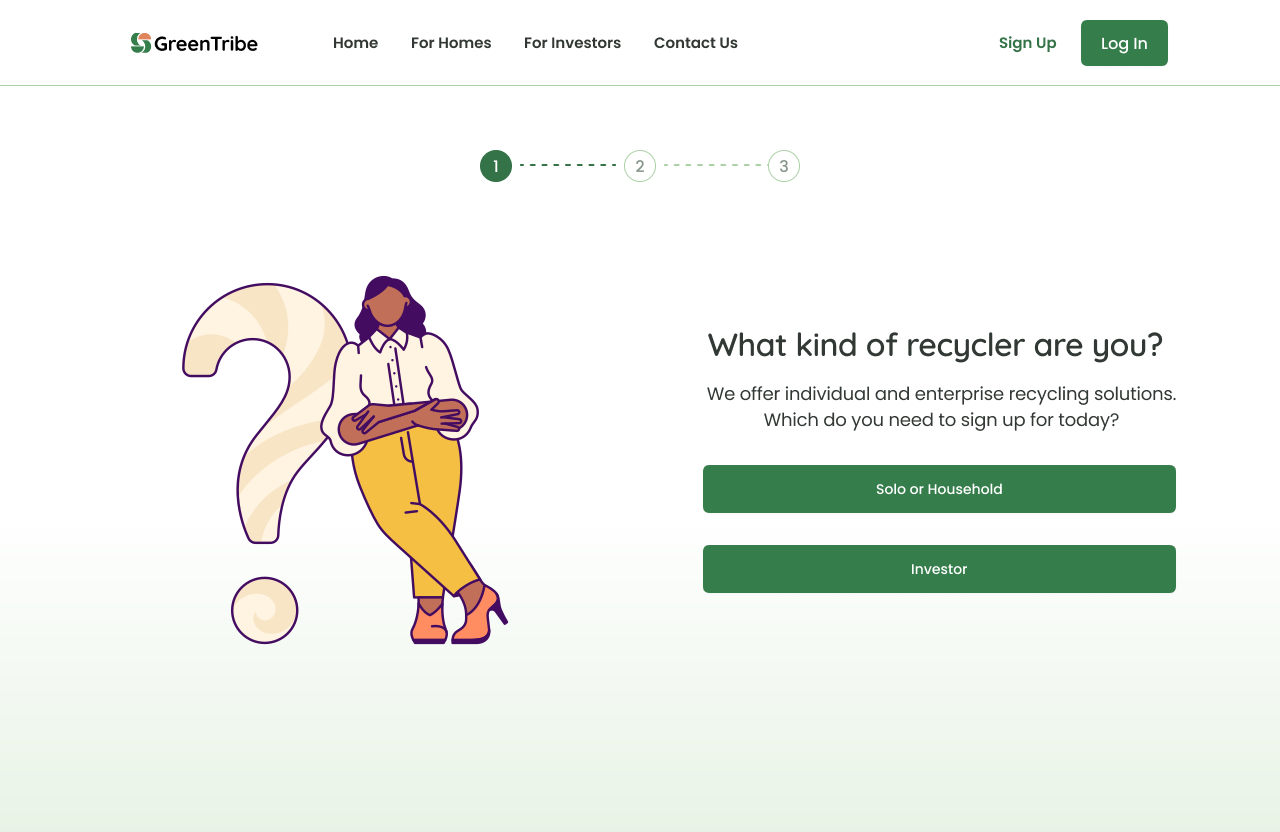 GreenTribe Home For Homes For Investors Contact Us Sign Up Log In
1 2 3
What kind of recycler are you?
We offer individual and enterprise recycling solutions.
Which do you need to sign up for today?
Solo or Household
Investor